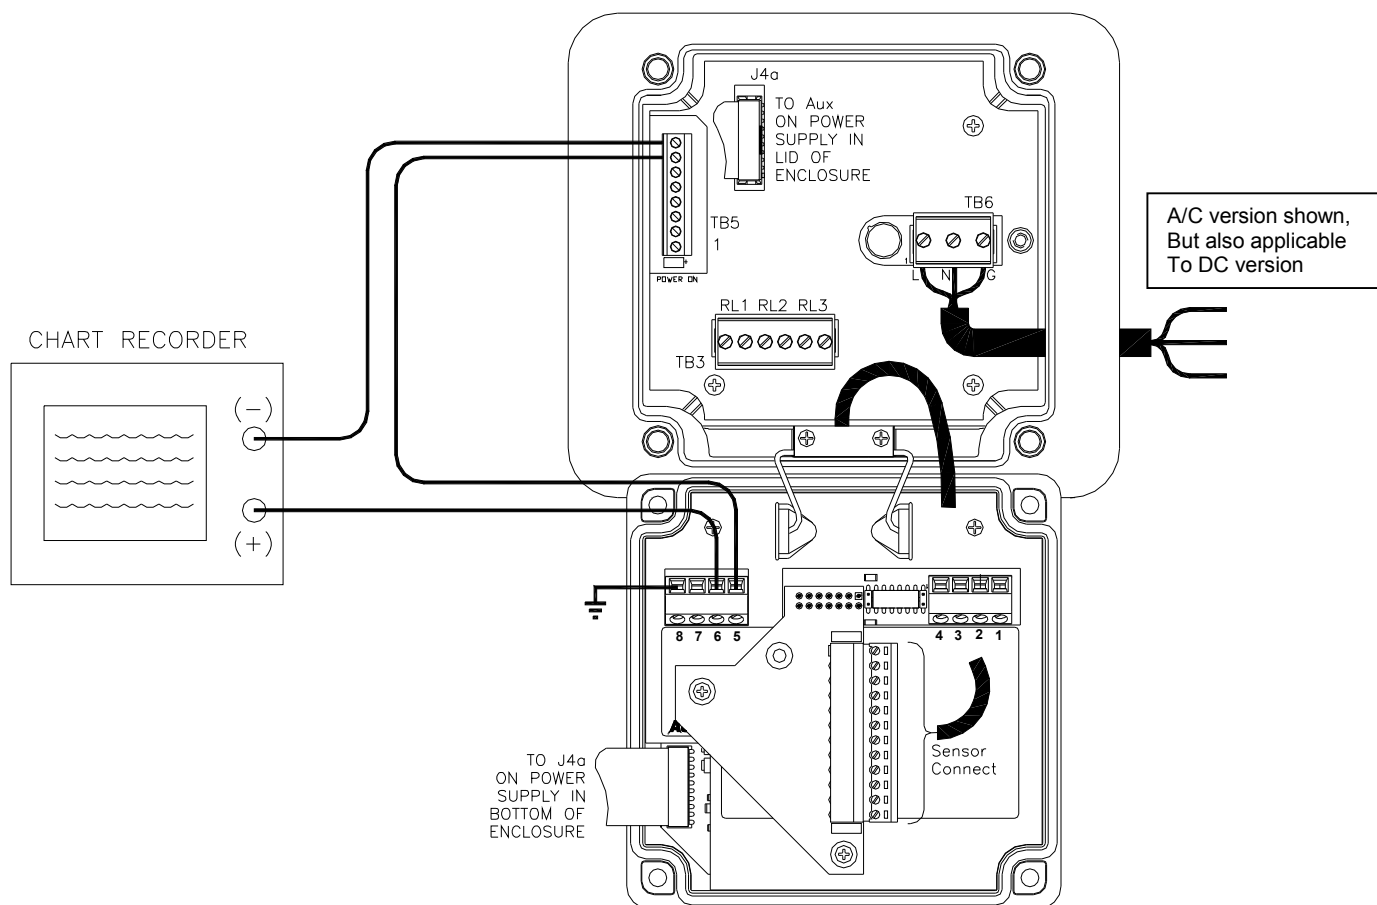 J4a
TO Aux
ON POWER
SUPPLY IN
LID OF
ENCLOSURE
TB5
1
+
POWER ON
TB6
1
L N G
A/C version shown,
But also applicable
To DC version
RL1 RL2 RL3
TB3
CHART RECORDER
(-)
(+)
8 7 6 5
4 3 2 1
Sensor
Connect
TO J4a
ON POWER
SUPPLY IN
BOTTOM OF
ENCLOSURE